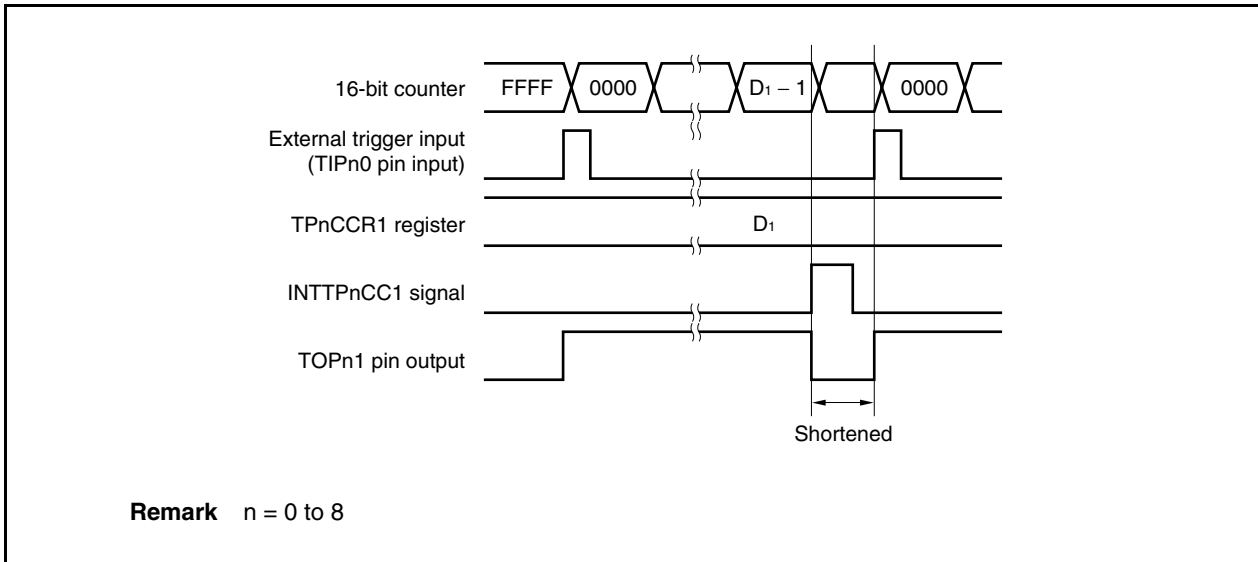 16-bit counter FFFF 0000 D1 − 1 0000
External trigger input
(TIPn0 pin input)
TPnCCR1 register D1
INTTPnCC1 signal
TOPn1 pin output
Shortened
Remark n = 0 to 8